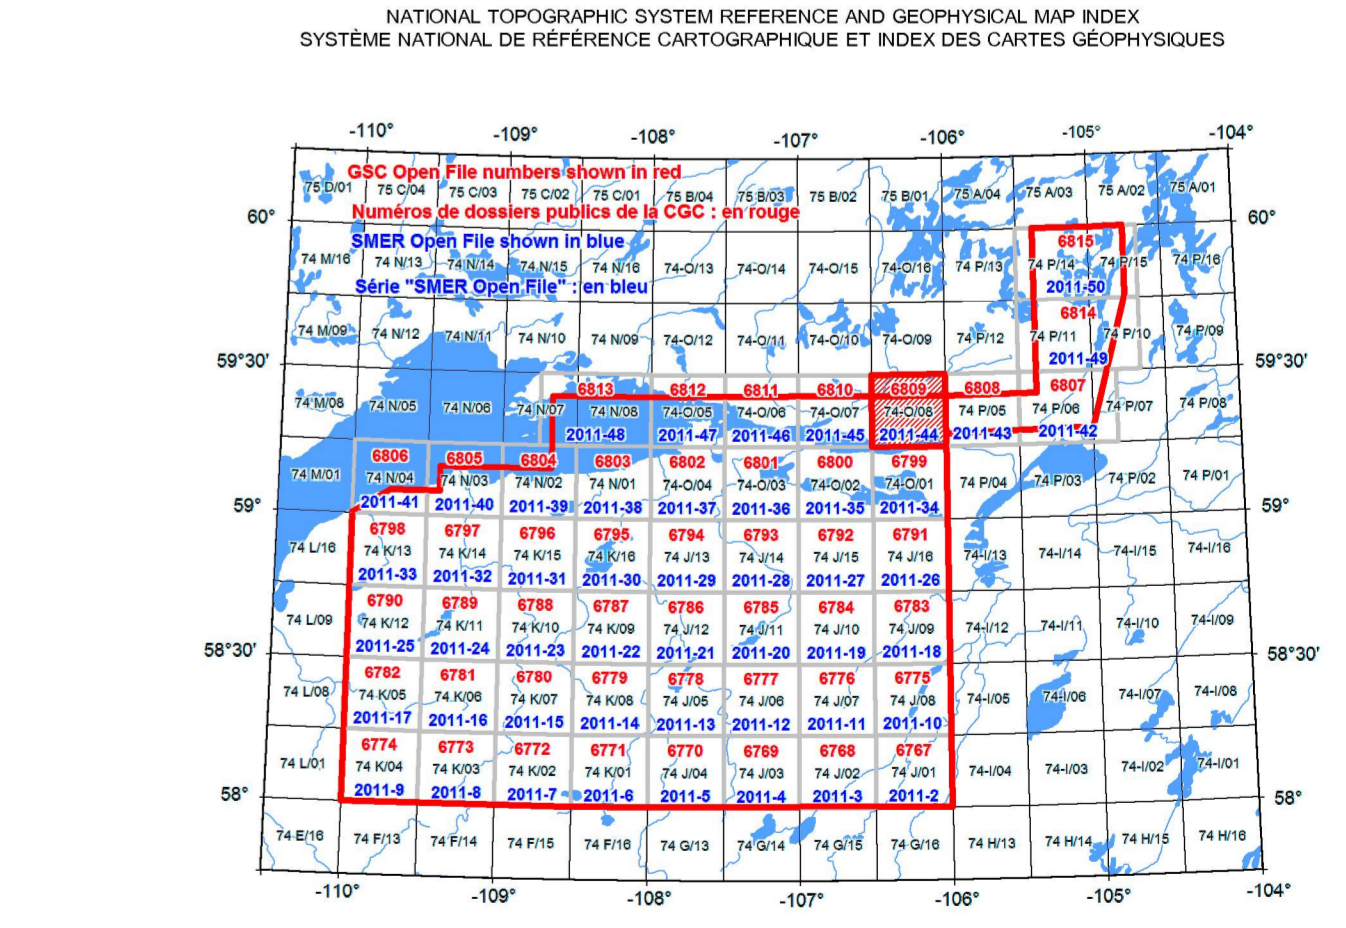 NATIONAL TOPOGRAPHIC SYSTEM REFERENCE AND GEOPHYSICAL MAP INDEX
SYSTÈME NATIONAL DE RÉFÉRENCE CARTOGRAPHIQUE ET INDEX DES CARTES GÉOPHYSIQUES
-110° -109° -108° -107° -106° -105° -104°
GSC Open File numbers shown in red
75 D/01 75 C/04 75 C/03 75 C/02 75 C/01 75 B/04 75 B/03 75 B/02 75 B/01 75 A/04 75 A/03 75 A/02 75 A/01
Numéros de dossiers publics de la CGC : en rouge
60° 60°
SMER Open File shown in blue 6815
74 M/16 74 N/13 74 N/14 74 N/15 74 N/16 74-O/13 74-O/14 74-O/15 74-O/16 74 P/13 74 P/14 74 P/15 74 P/16
Série "SMER Open File" : en bleu 2011-50
6814
74 M/09 74 N/12 74 N/11 74 N/10 74 N/09 74-O/12 74-O/11 74-O/10 74-O/09 74 P/12 74 P/11 74 P/10 74 P/09
59°30' 2011-49 59°30'
6813 6812 6811 6810 6809 6808 6807
74 M/08 74 N/05 74 N/06 74 N/07 74 N/08 74-O/05 74-O/06 74-O/07 74-O/08 74 P/05 74 P/06 74 P/07 74 P/08
2011-48 2011-47 2011-46 2011-45 2011-44 2011-43 2011-42
6806 6805 6804 6803 6802 6801 6800 6799
74 M/01 74 N/04 74 N/03 74 N/02 74 N/01 74-O/04 74-O/03 74-O/02 74-O/01 74 P/04 74 P/03 74 P/02 74 P/01
59° 2011-41 2011-40 2011-39 2011-38 2011-37 2011-36 2011-35 2011-34 59°
6798 6797 6796 6795 6794 6793 6792 6791
74 L/16 74 K/13 74 K/14 74 K/15 74 K/16 74 J/13 74 J/14 74 J/15 74 J/16 74-I/13 74-I/14 74-I/15 74-I/16
2011-33 2011-32 2011-31 2011-30 2011-29 2011-28 2011-27 2011-26
6790 6789 6788 6787 6786 6785 6784 6783
74 L/09 74 K/12 74 K/11 74 K/10 74 K/09 74 J/12 74 J/11 74 J/10 74 J/09 74-I/12 74-I/11 74-I/10 74-I/09
58°30' 2011-25 2011-24 2011-23 2011-22 2011-21 2011-20 2011-19 2011-18 58°30'
6782 6781 6780 6779 6778 6777 6776 6775
74 L/08 74 K/05 74 K/06 74 K/07 74 K/08 74 J/05 74 J/06 74 J/07 74 J/08 74-I/05 74-I/06 74-I/07 74-I/08
2011-17 2011-16 2011-15 2011-14 2011-13 2011-12 2011-11 2011-10
6774 6773 6772 6771 6770 6769 6768 6767
74 L/01 74 K/04 74 K/03 74 K/02 74 K/01 74 J/04 74 J/03 74 J/02 74 J/01 74-I/04 74-I/03 74-I/02 74-I/01
58° 2011-9 2011-8 2011-7 2011-6 2011-5 2011-4 2011-3 2011-2 58°
74 E/16 74 F/13 74 F/14 74 F/15 74 F/16 74 G/13 74 G/14 74 G/15 74 G/16 74 H/13 74 H/14 74 H/15 74 H/16
-110° -109° -108° -107° -106° -105° -104°